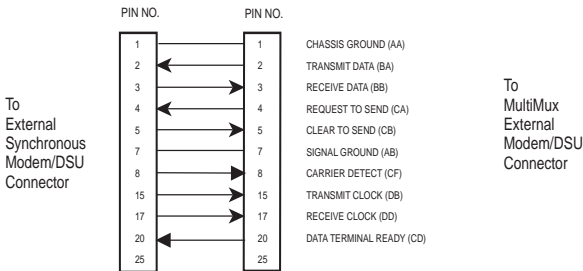 PIN NO. PIN NO.
1 1 CHASSIS GROUND (AA)
2 2 TRANSMIT DATA (BA)
3 3 RECEIVE DATA (BB)
4 4 REQUEST TO SEND (CA)
5 5 CLEAR TO SEND (CB)
7 7 SIGNAL GROUND (AB)
8 8 CARRIER DETECT (CF)
15 15 TRANSMIT CLOCK (DB)
17 17 RECEIVE CLOCK (DD)
20 20 DATA TERMINAL READY (CD)
25 25
To
External
Synchronous
Modem/DSU
Connector
To
MultiMux
External
Modem/DSU
Connector